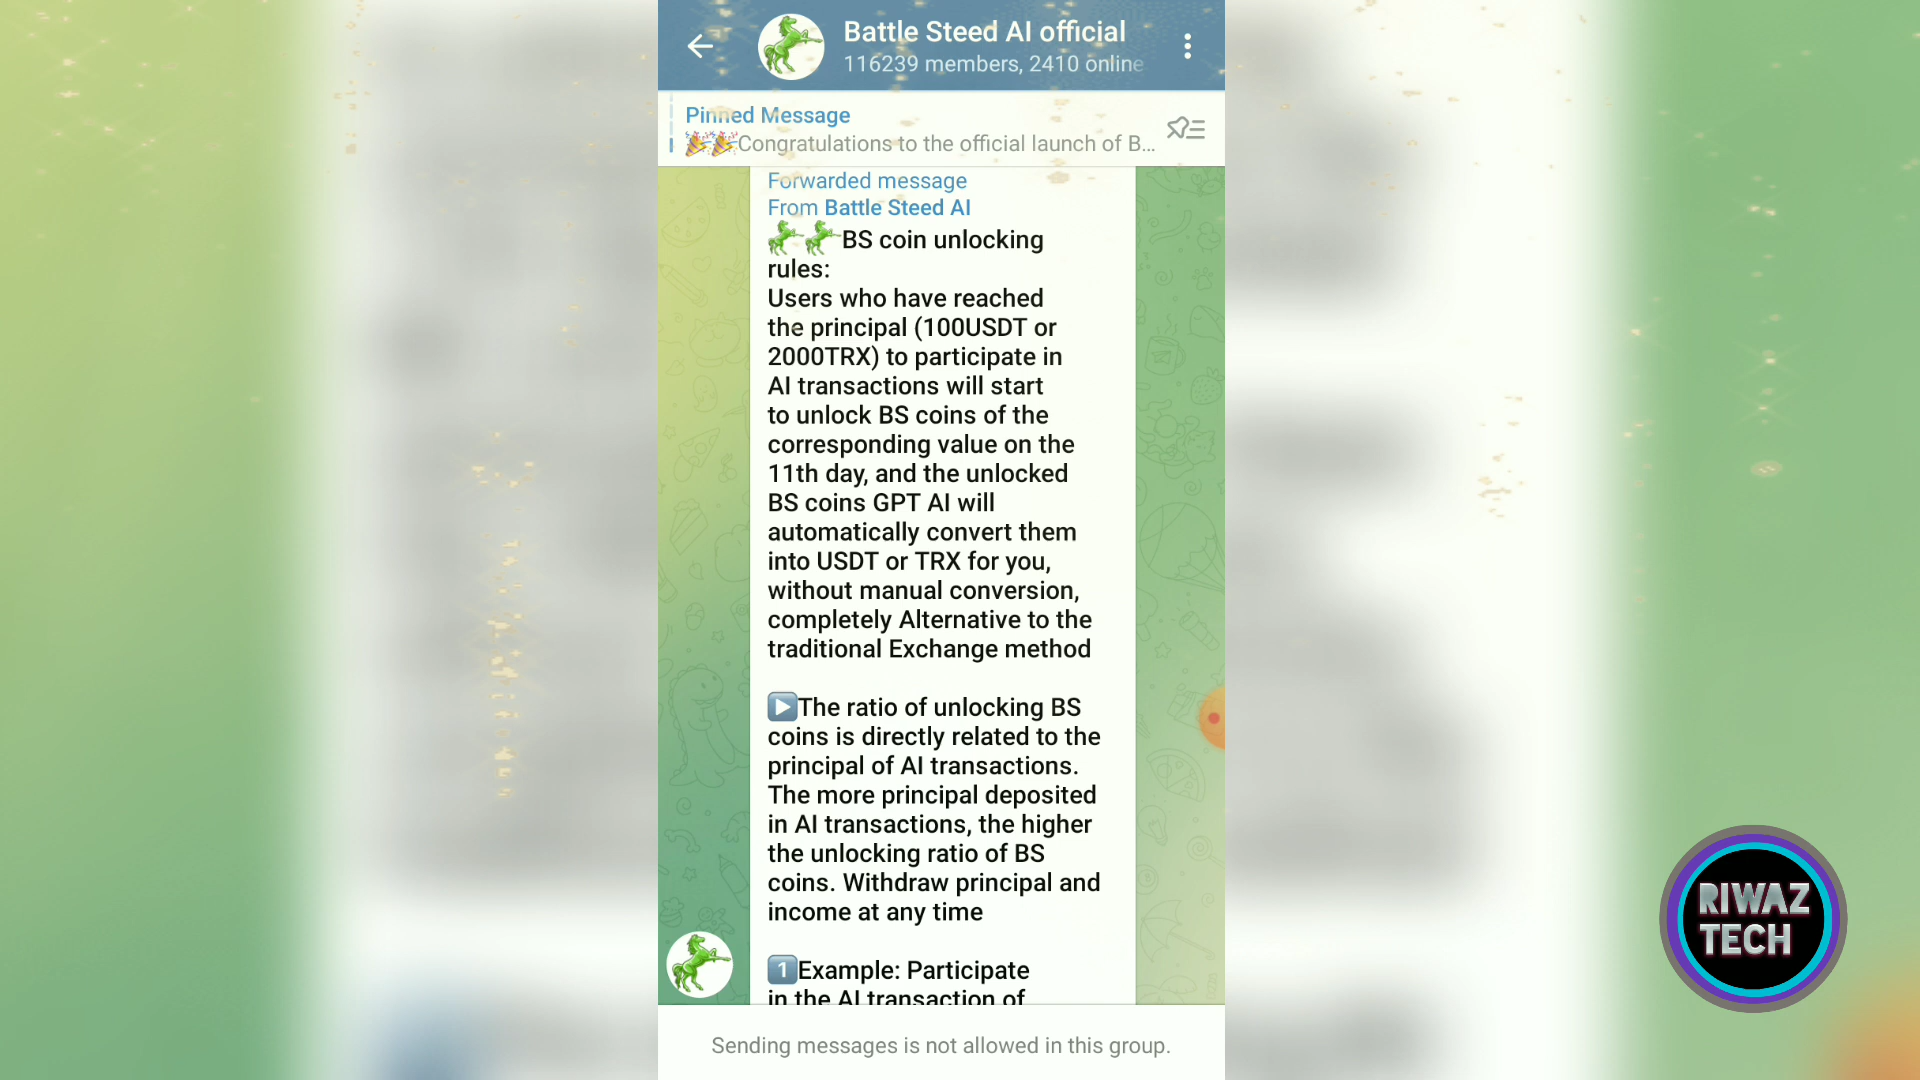 Battle Steed AI official
116239 members, 2410 online
Pinned Message
🎉🎉Congratulations to the official launch of B...
Forwarded message
From Battle Steed AI
BS coin unlocking
rules:
Users who have reached
the principal (100USDT or
2000TRX) to participate in
AI transactions will start
to unlock BS coins of the
corresponding value on the
11th day, and the unlocked
BS coins GPT AI will
automatically convert them
into USDT or TRX for you,
without manual conversion,
completely Alternative to the
traditional Exchange method
▶️The ratio of unlocking BS
coins is directly related to the
principal of AI transactions.
The more principal deposited
in AI transactions, the higher
the unlocking ratio of BS
coins. Withdraw principal and
income at any time
1️⃣Example: Participate
in the AI transaction of
Sending messages is not allowed in this group.
RIWAZ
TECH